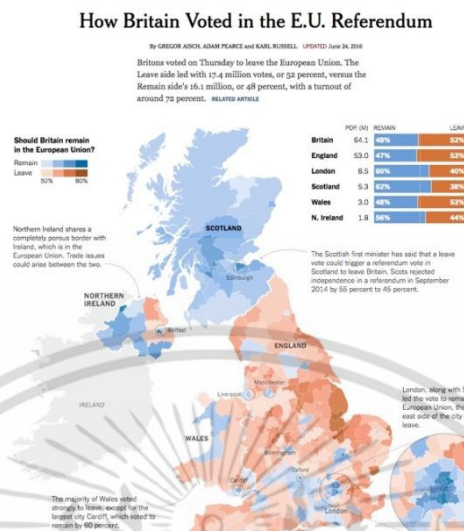 How Britain Voted in the E.U. Referendum
By GREGOR AISCH, ADAM PEARCE and KARL RUSSELL UPDATED June 24, 2016
Britons voted on Thursday to leave the European Union. The
Leave side led with 17.4 million votes, or 52 percent, versus the
Remain side's 16.1 million, or 48 percent, with a turnout of
around 72 percent. RELATED ARTICLE
Should Britain remain
in the European Union?
Remain
Leave
50% 80%
POP. (M) REMAIN LEAV
Britain 64.1 48% 52%
England 53.0 47% 53%
London 8.5 60% 40%
Scotland 5.3 62% 38%
Wales 3.0 48% 53%
N. Ireland 1.8 56% 44%
Northern Ireland shares a
completely porous border with
Ireland, which is in the
European Union. Trade issues
could arise between the two.
SCOTLAND
Edinburgh
The Scottish first minister has said that a leave
vote could trigger a referendum vote in
Scotland to leave Britain. Scots rejected
independence in a referendum in September
2014 by 55 percent to 45 percent.
NORTHERN
IRELAND
Belfast
ENGLAND
IRELAND
Manchester
Liverpool
London, along with
led the vote to rema
European Union, tho
east side of the city
leave.
WALES
Birmingham
Cardiff
Oxford
London
The majority of Wales voted
strongly to leave, except for the
largest city Cardiff, which voted to
remain by 60 percent.